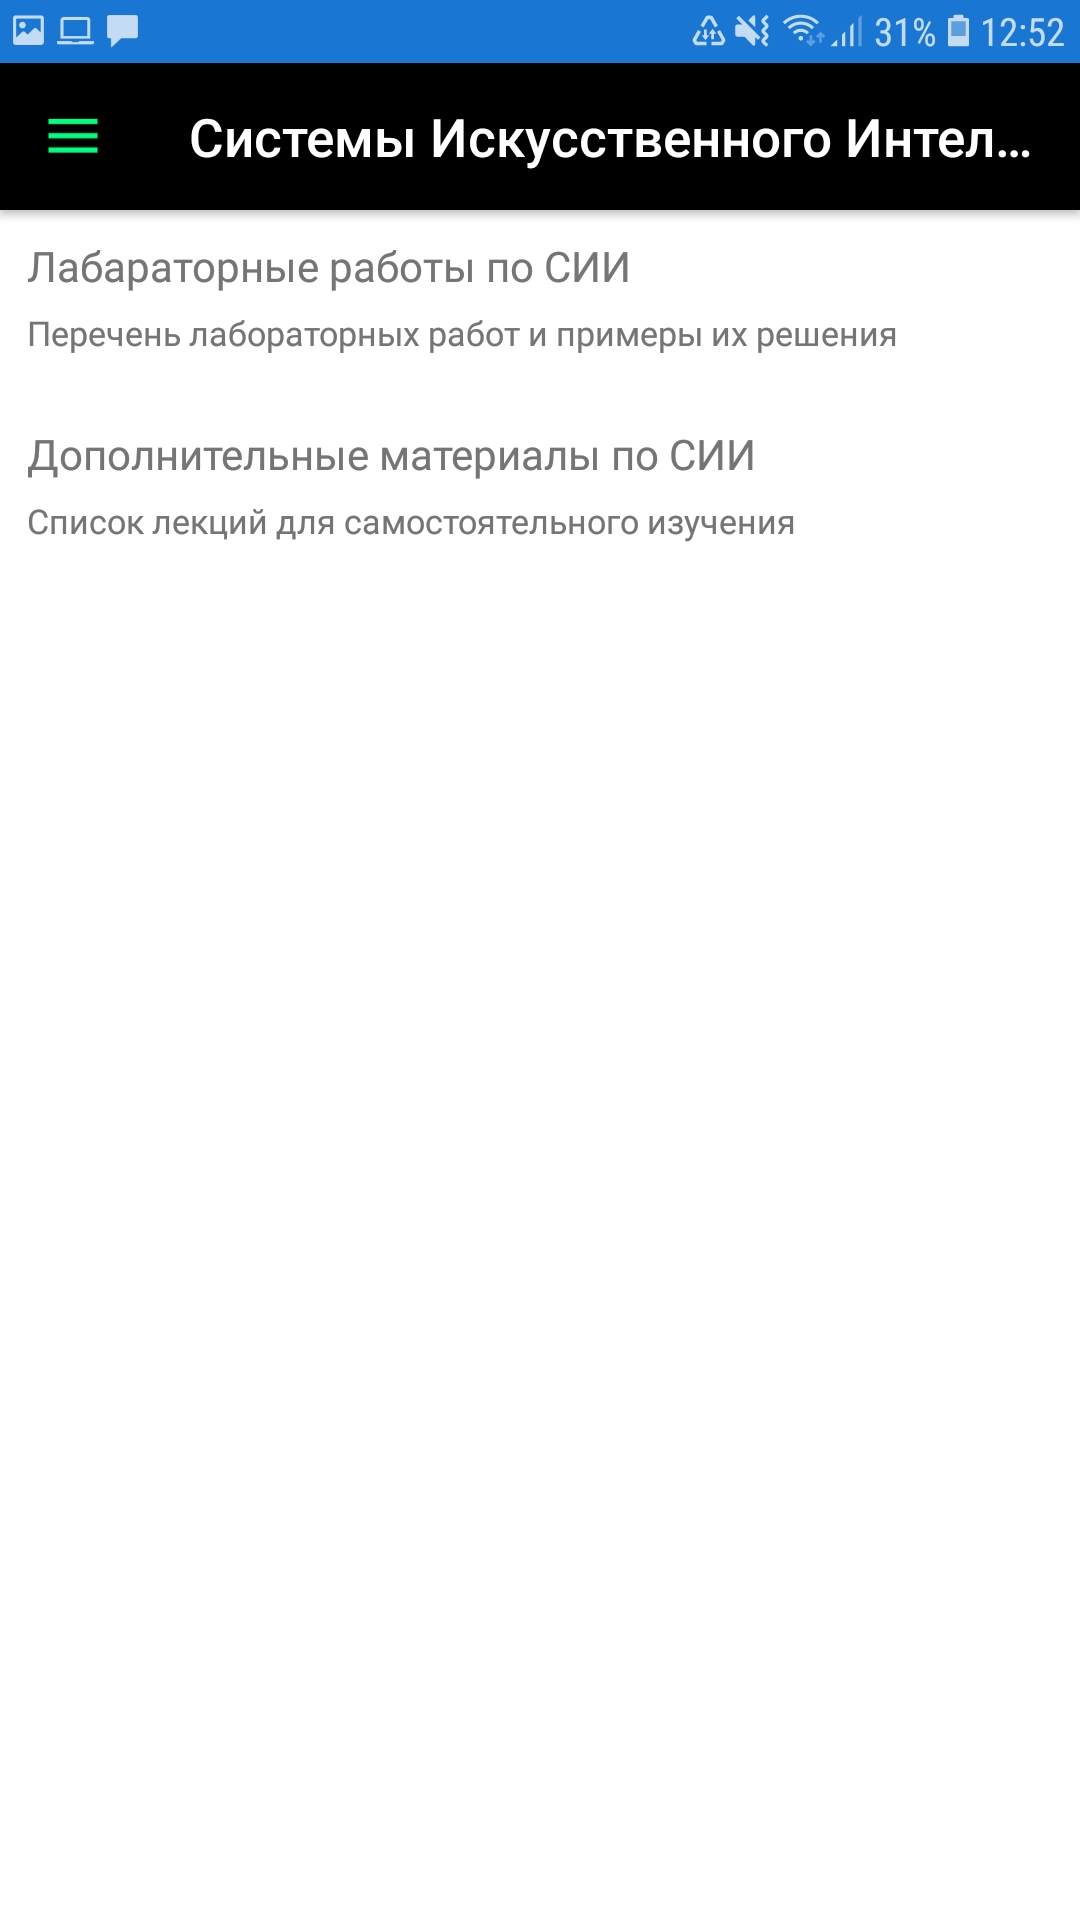 31% 12:52
Системы Искусственного Интел...
Лабараторные работы по СИИ
Перечень лабораторных работ и примеры их решения
Дополнительные материалы по СИИ
Список лекций для самостоятельного изучения